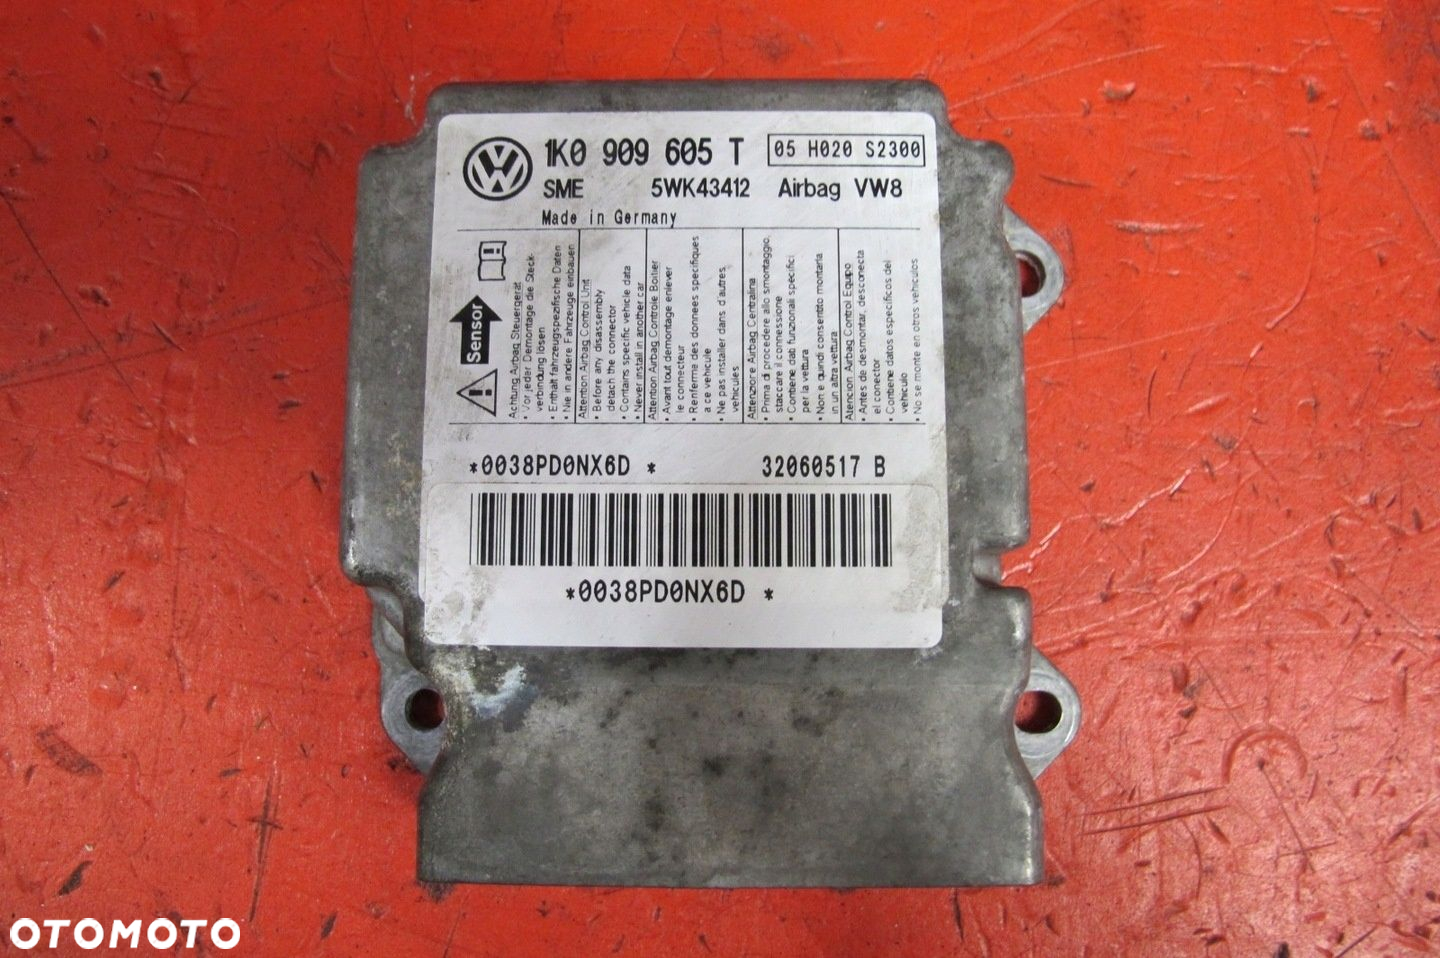 1K0 909 605 T
05 H020 S2300
SME 5WK43412 Airbag VW8
Made in Germany
Sensor
Achtung Airbag Steuergerät
• Vor jeder Demontage die Steck-
verbindung lösen
• Enthält fahrzeugspezifische Daten
• Nie in andere Fahrzeuge einbauen
Attention Airbag Control Unit
• Before any disassembly
detach the connector
• Contains specific vehicle data
• Never install in another car
Attention Airbag Controle Boitier
• Avant tout demontage enlever
le connecteur
• Renferme des donnees specifiques
a ce vehicule
• Ne pas installer dans d'autres
vehicules
Attenzione Airbag Centralina
• Prima di procedere allo smontaggio,
staccare il connessione
• Contiene dati funzionali specifici
per la vettura
• Non e quindi consentito montarla
in un altra vettura
Atencion Airbag Control Equipo
• Antes de desmontar, desconecta
el conector
• Contiene datos especificos del
vehiculo
• No se monte en otros vehiculos
*0038PD0NX6D *
32060517 B
*0038PD0NX6D *
OTOMOTO